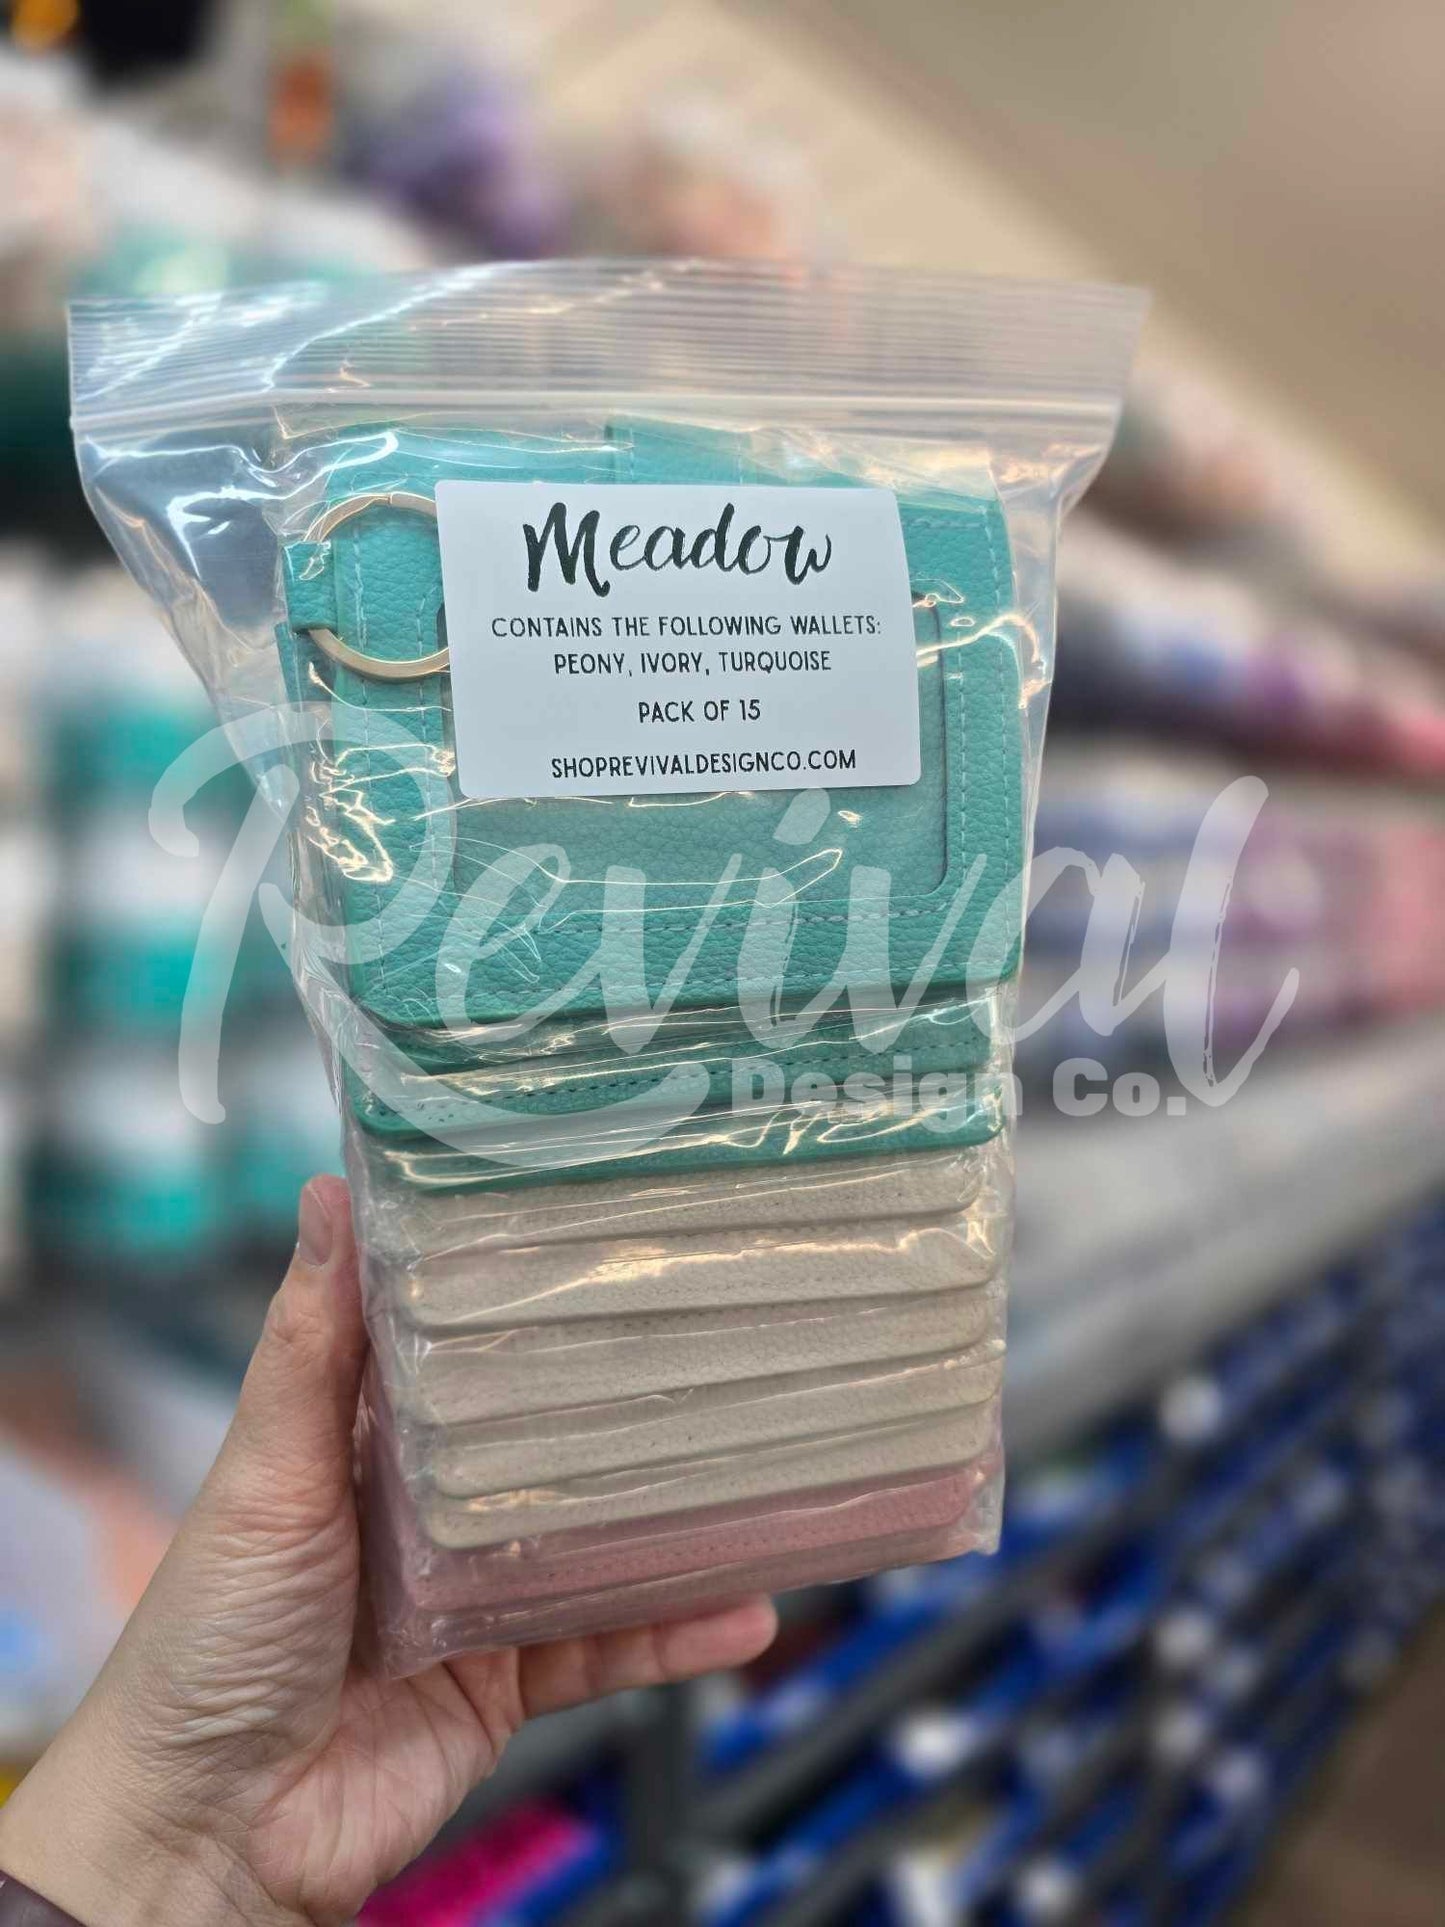 Meadow
CONTAINS THE FOLLOWING WALLETS:
PEONY, IVORY, TURQUOISE
PACK OF 15
SHOPREVIVALDESIGNCO.COM
Revival
Design Co.